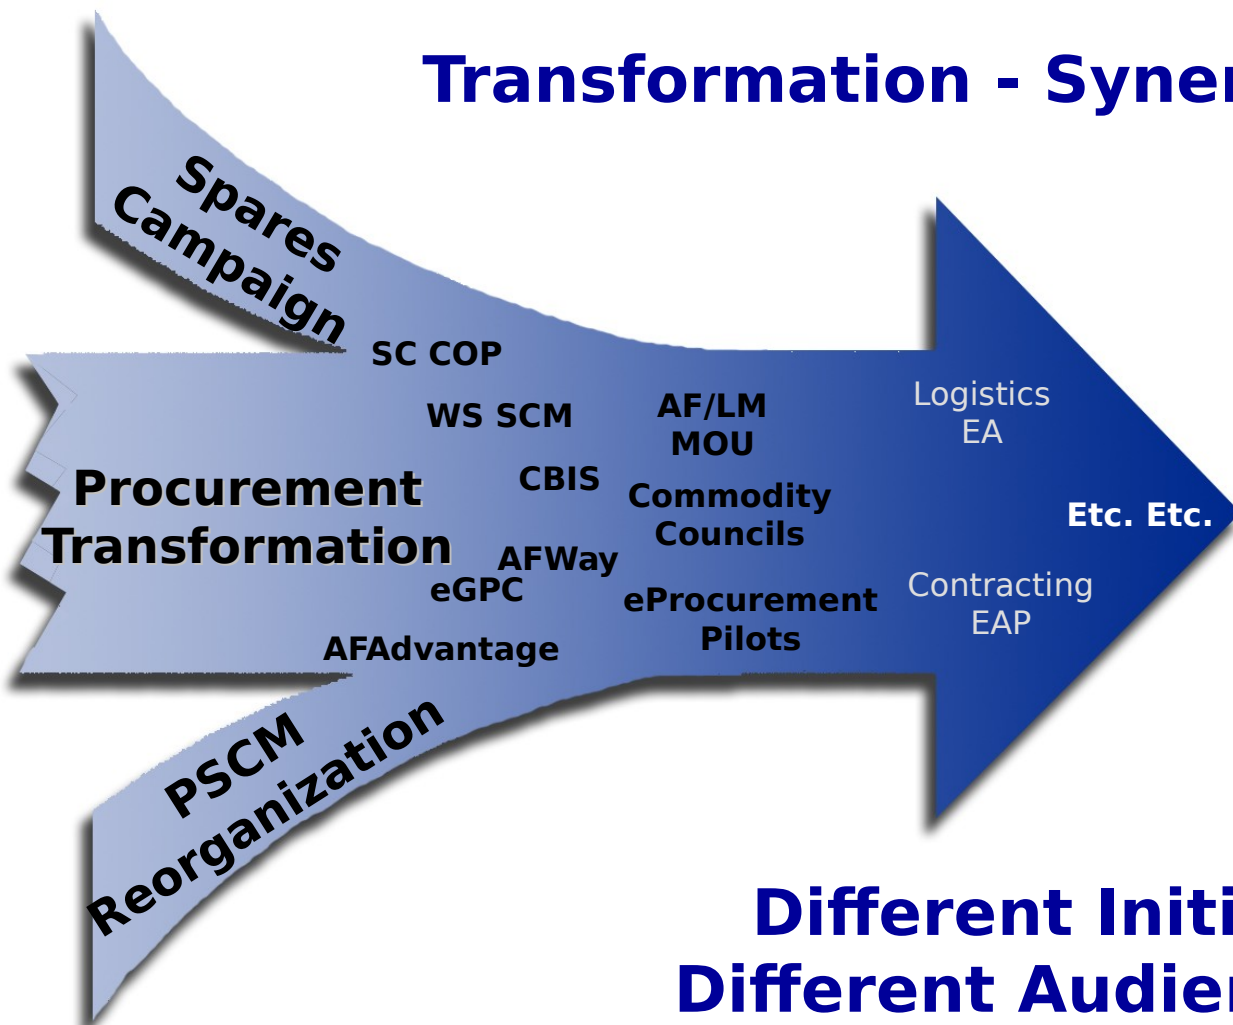 Transformation - Syner
Spares
Campaign
SC COP
WS SCM
AF/LM
MOU
Logistics
EA
CBIS
Commodity
Councils
Procurement
Transformation
Etc. Etc.
AFWay
eGPC
eProcurement
Pilots
Contracting
EAP
AFAdvantage
PSCM
Reorganization
Different Initi
Different Audien